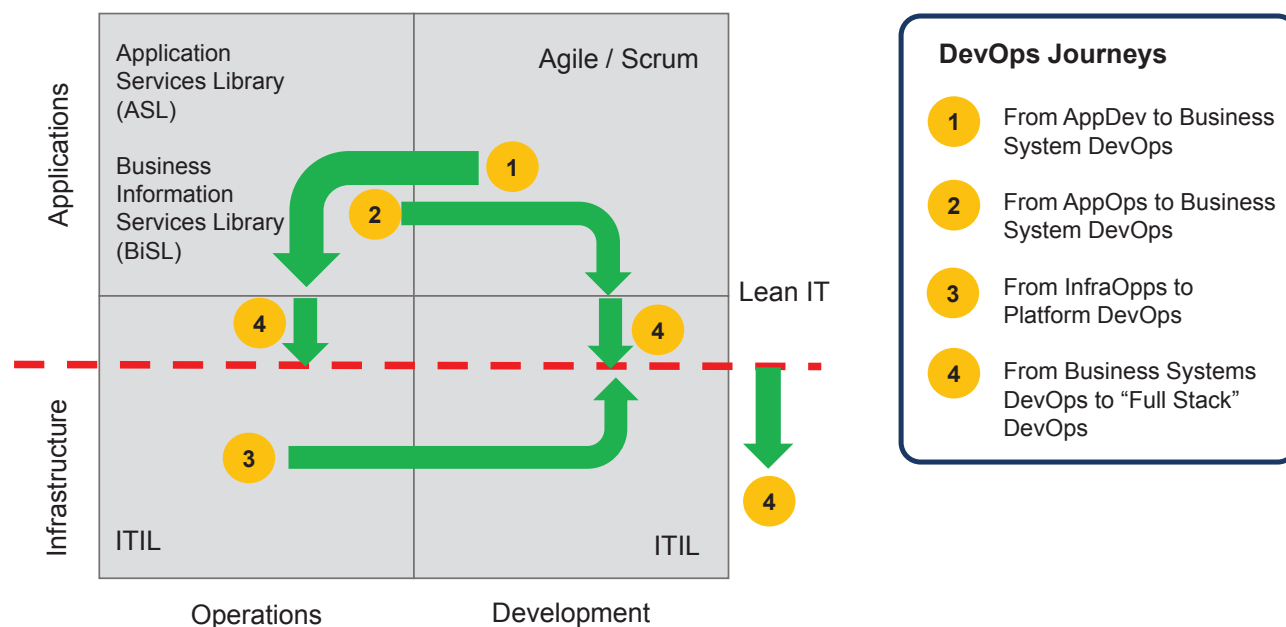 Applications
Application
Services Library
(ASL)
Business
Information
Services Library
(BiSL)
Agile / Scrum
1
2
4
4
Lean IT
Infrastructure
3
4
ITIL
ITIL
Operations
Development
DevOps Journeys
1
From AppDev to Business
System DevOps
2
From AppOps to Business
System DevOps
3
From InfraOpps to
Platform DevOps
4
From Business Systems
DevOps to “Full Stack”
DevOps